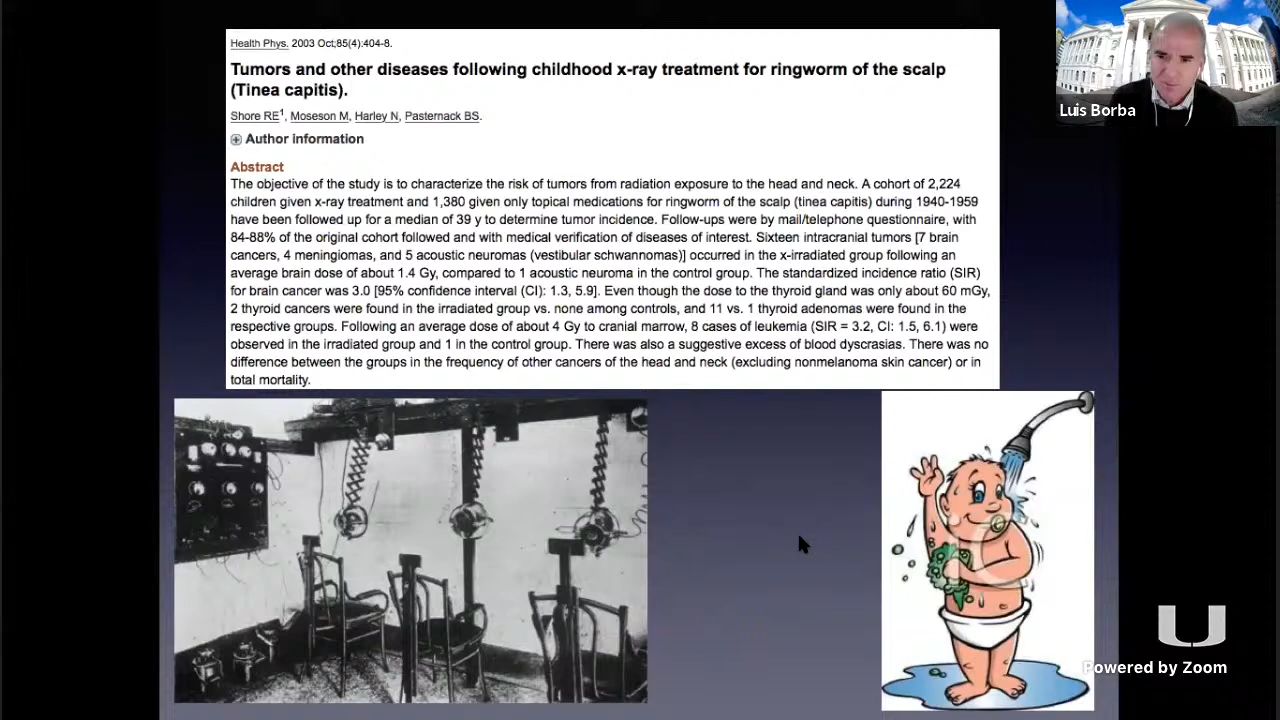 Health Phys. 2003 Oct;85(4):404-8.
Tumors and other diseases following childhood x-ray treatment for ringworm of the scalp
(Tinea capitis).
Shore RE1, Moseson M, Harley N, Pasternack BS.
Author information
Abstract
The objective of the study is to characterize the risk of tumors from radiation exposure to the head and neck. A cohort of 2,224
children given x-ray treatment and 1,380 given only topical medications for ringworm of the scalp (tinea capitis) during 1940-1959
have been followed up for a median of 39 y to determine tumor incidence. Follow-ups were by mail/telephone questionnaire, with
84-88% of the original cohort followed and with medical verification of diseases of interest. Sixteen intracranial tumors [7 brain
cancers, 4 meningiomas, and 5 acoustic neuromas (vestibular schwannomas)] occurred in the x-irradiated group following an
average brain dose of about 1.4 Gy, compared to 1 acoustic neuroma in the control group. The standardized incidence ratio (SIR)
for brain cancer was 3.0 [95% confidence interval (CI): 1.3, 5.9]. Even though the dose to the thyroid gland was only about 60 mGy,
2 thyroid cancers were found in the irradiated group vs. none among controls, and 11 vs. 1 thyroid adenomas were found in the
respective groups. Following an average dose of about 4 Gy to cranial marrow, 8 cases of leukemia (SIR = 3.2, CI: 1.5, 6.1) were
observed in the irradiated group and 1 in the control group. There was also a suggestive excess of blood dyscrasias. There was no
difference between the groups in the frequency of other cancers of the head and neck (excluding nonmelanoma skin cancer) or in
total mortality.
Luis Borba
U
Powered by Zoom